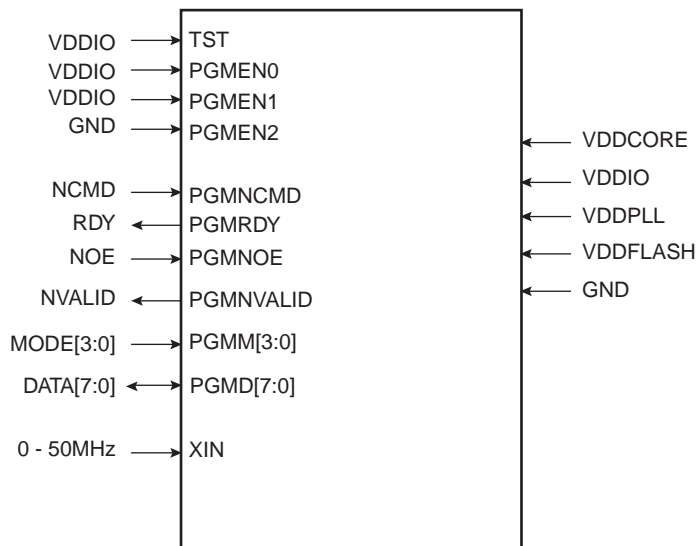 VDDIO TST
VDDIO PGMEN0
VDDIO PGMEN1
GND PGMEN2
NCMD PGMNCMD
RDY PGMRDY
NOE PGMNOE
NVALID PGMNVALID
MODE[3:0] PGMM[3:0]
DATA[7:0] PGMD[7:0]
0 - 50MHz XIN
VDDCORE
VDDIO
VDDPLL
VDDFLASH
GND